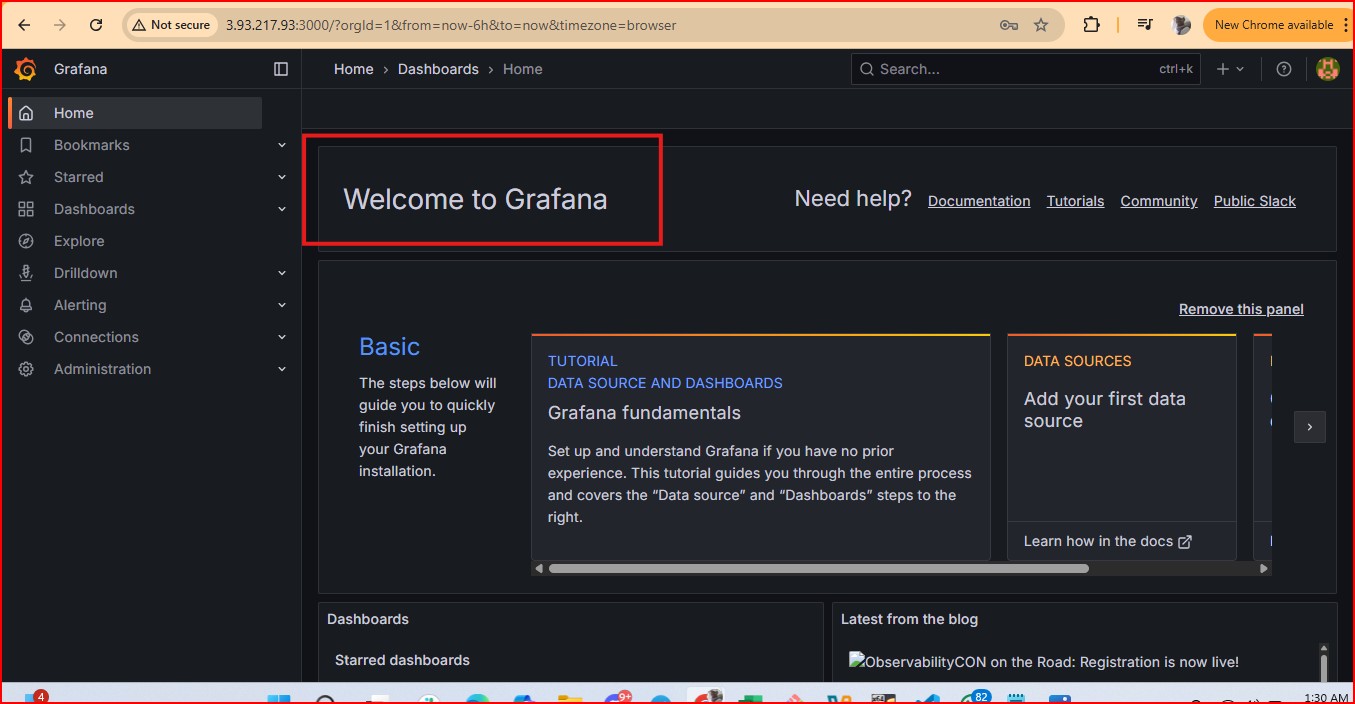 Not secure 3.93.217.93:3000/?orgId=1&from=now-6h&to=now&timezone=browser New Chrome available
Grafana
Home › Dashboards › Home
Search... ctrl+k
Home
Bookmarks
Starred
Dashboards
Explore
Drilldown
Alerting
Connections
Administration
Welcome to Grafana
Need help? Documentation Tutorials Community Public Slack
Remove this panel
Basic
The steps below will
guide you to quickly
finish setting up
your Grafana
installation.
TUTORIAL
DATA SOURCE AND DASHBOARDS
Grafana fundamentals
Set up and understand Grafana if you have no prior
experience. This tutorial guides you through the entire process
and covers the “Data source” and “Dashboards” steps to the
right.
DATA SOURCES
Add your first data
source
Learn how in the docs
Dashboards
Starred dashboards
Latest from the blog
ObservabilityCON on the Road: Registration is now live!
4
9+
82
1:30 AM